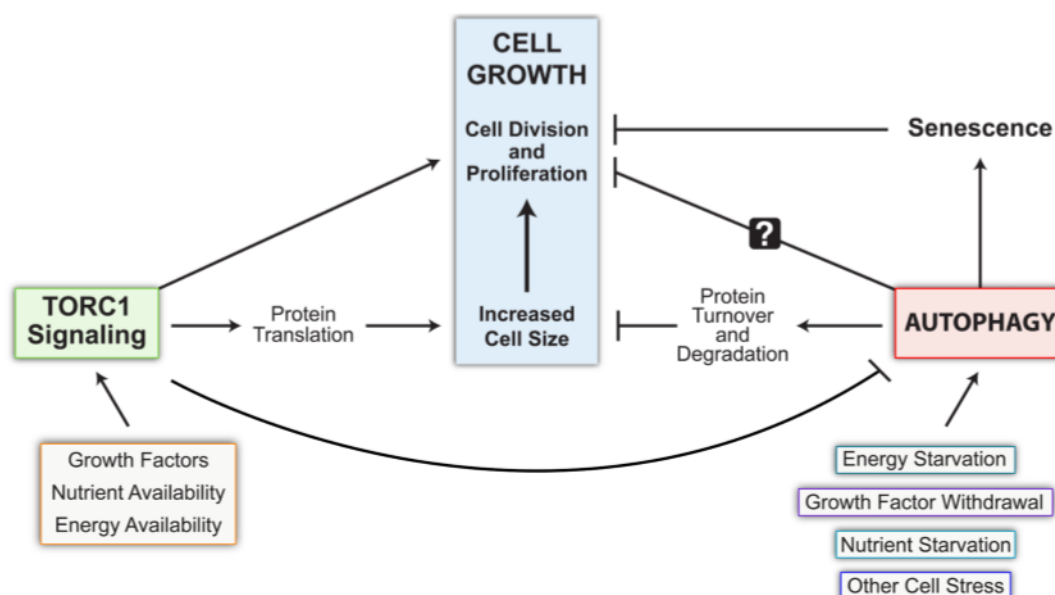 CELL
GROWTH
Cell Division
and
Proliferation
Senescence
?
TORC1
Signaling
Protein
Translation
Increased
Cell Size
Protein
Turnover
and
Degradation
AUTOPHAGY
Growth Factors
Nutrient Availability
Energy Availability
Energy Starvation
Growth Factor Withdrawal
Nutrient Starvation
Other Cell Stress